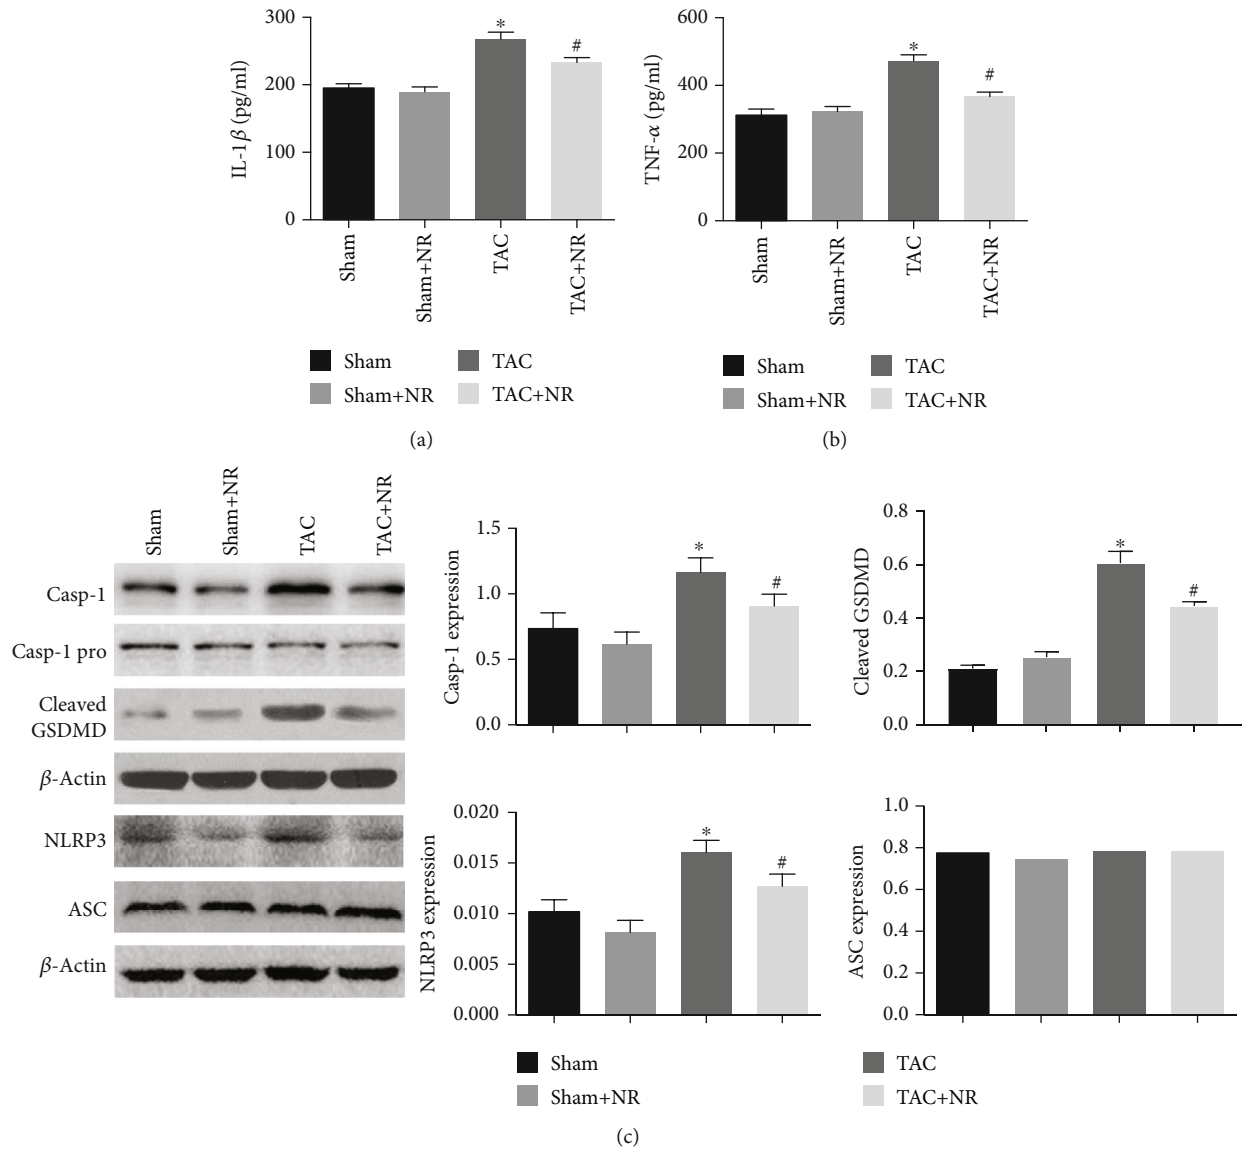 300
200
100
0
IL-1β (pg/ml)
*
#
Sham
Sham+NR
TAC
TAC+NR
Sham
TAC
Sham+NR
TAC+NR
(a)
600
400
200
0
TNF-α (pg/ml)
*
#
Sham
Sham+NR
TAC
TAC+NR
Sham
TAC
Sham+NR
TAC+NR
(b)
Sham
Sham+NR
TAC
TAC+NR
Casp-1
Casp-1 pro
Cleaved
GSDMD
β-Actin
NLRP3
ASC
β-Actin
1.5
1.0
0.5
0.0
Casp-1 expression
*
#
0.8
0.6
0.4
0.2
0.0
Cleaved GSDMD
*
#
0.020
0.015
0.010
0.005
0.000
NLRP3 expression
*
#
1.0
0.8
0.6
0.4
0.2
0.0
ASC expression
Sham
TAC
Sham+NR
TAC+NR
(c)